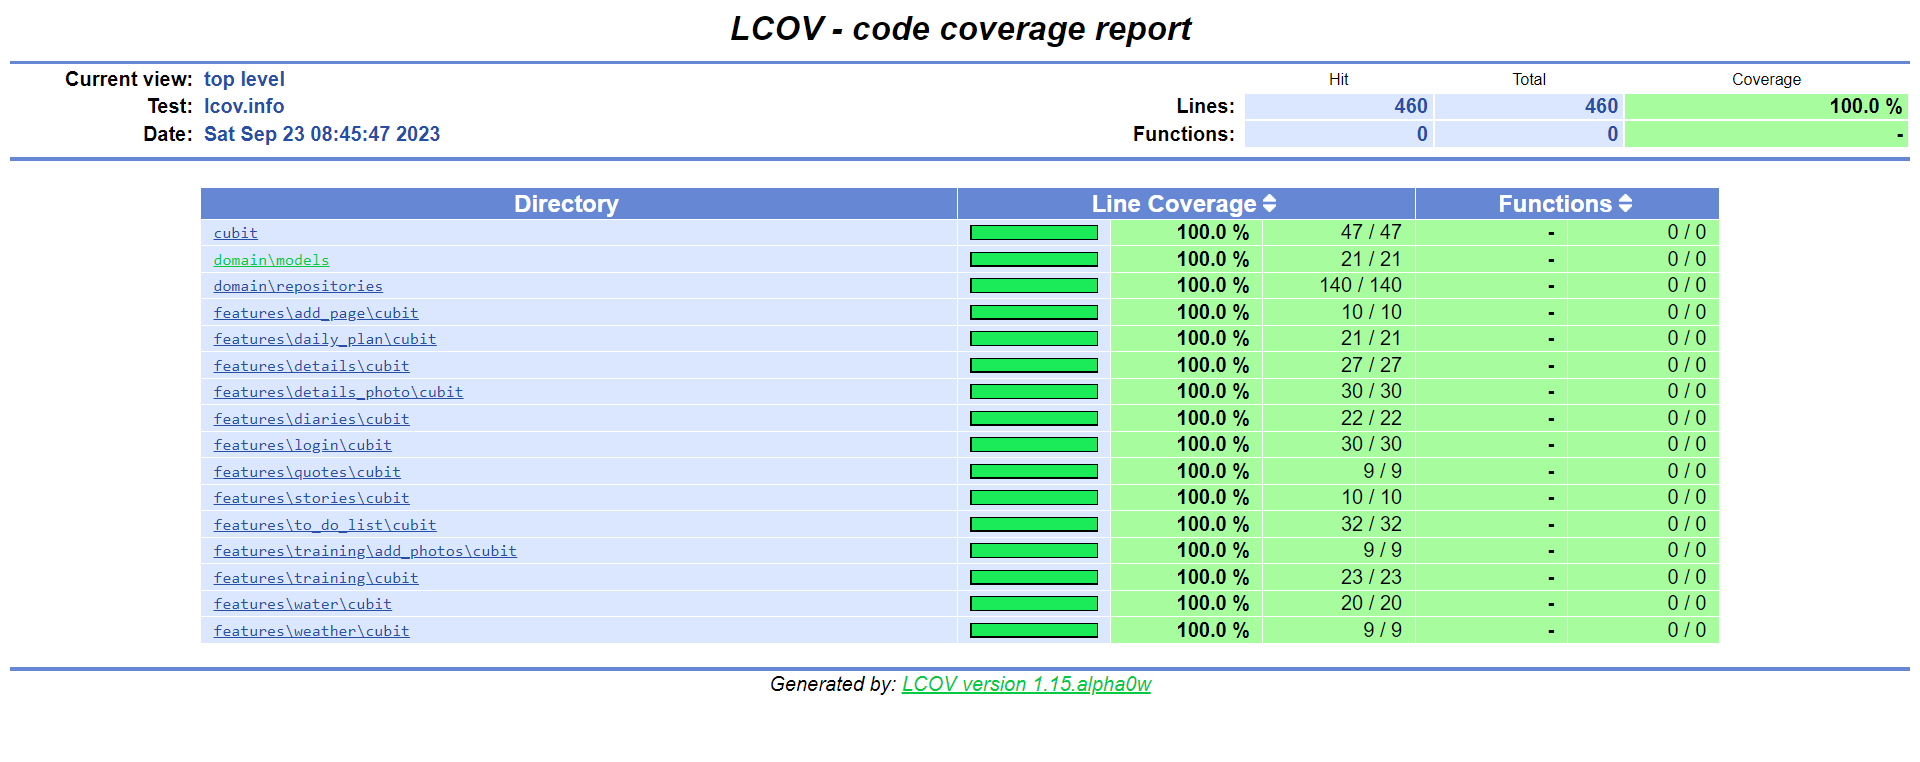 LCOV - code coverage report
Current view: top level
Hit Total Coverage
Test: lcov.info Lines: 460 460 100.0 %
Date: Sat Sep 23 08:45:47 2023 Functions: 0 0 -
Directory Line Coverage Functions
cubit 100.0 % 47 / 47 - 0 / 0
domain\models 100.0 % 21 / 21 - 0 / 0
domain\repositories 100.0 % 140 / 140 - 0 / 0
features\add_page\cubit 100.0 % 10 / 10 - 0 / 0
features\daily_plan\cubit 100.0 % 21 / 21 - 0 / 0
features\details\cubit 100.0 % 27 / 27 - 0 / 0
features\details_photo\cubit 100.0 % 30 / 30 - 0 / 0
features\diaries\cubit 100.0 % 22 / 22 - 0 / 0
features\login\cubit 100.0 % 30 / 30 - 0 / 0
features\quotes\cubit 100.0 % 9 / 9 - 0 / 0
features\stories\cubit 100.0 % 10 / 10 - 0 / 0
features\to_do_list\cubit 100.0 % 32 / 32 - 0 / 0
features\training\add_photos\cubit 100.0 % 9 / 9 - 0 / 0
features\training\cubit 100.0 % 23 / 23 - 0 / 0
features\water\cubit 100.0 % 20 / 20 - 0 / 0
features\weather\cubit 100.0 % 9 / 9 - 0 / 0
Generated by: LCOV version 1.15.alpha0w